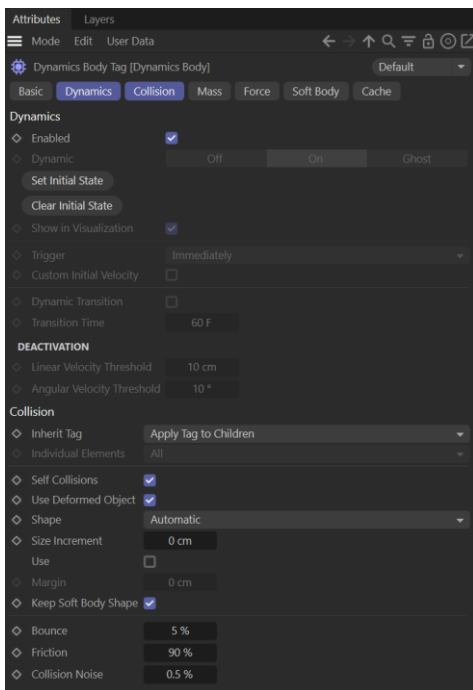 Attributes Layers
Mode Edit User Data
Dynamics Body Tag [Dynamics Body] Default
Basic Dynamics Collision Mass Force Soft Body Cache
Dynamics
Enabled
Dynamic Off On Ghost
Set Initial State
Clear Initial State
Show in Visualization
Trigger Immediately
Custom Initial Velocity
Dynamic Transition
Transition Time 60 F
DEACTIVATION
Linear Velocity Threshold 10 cm
Angular Velocity Threshold 10 °
Collision
Inherit Tag Apply Tag to Children
Individual Elements All
Self Collisions
Use Deformed Object
Shape Automatic
Size Increment 0 cm
Use
Margin 0 cm
Keep Soft Body Shape
Bounce 5 %
Friction 90 %
Collision Noise 0.5 %